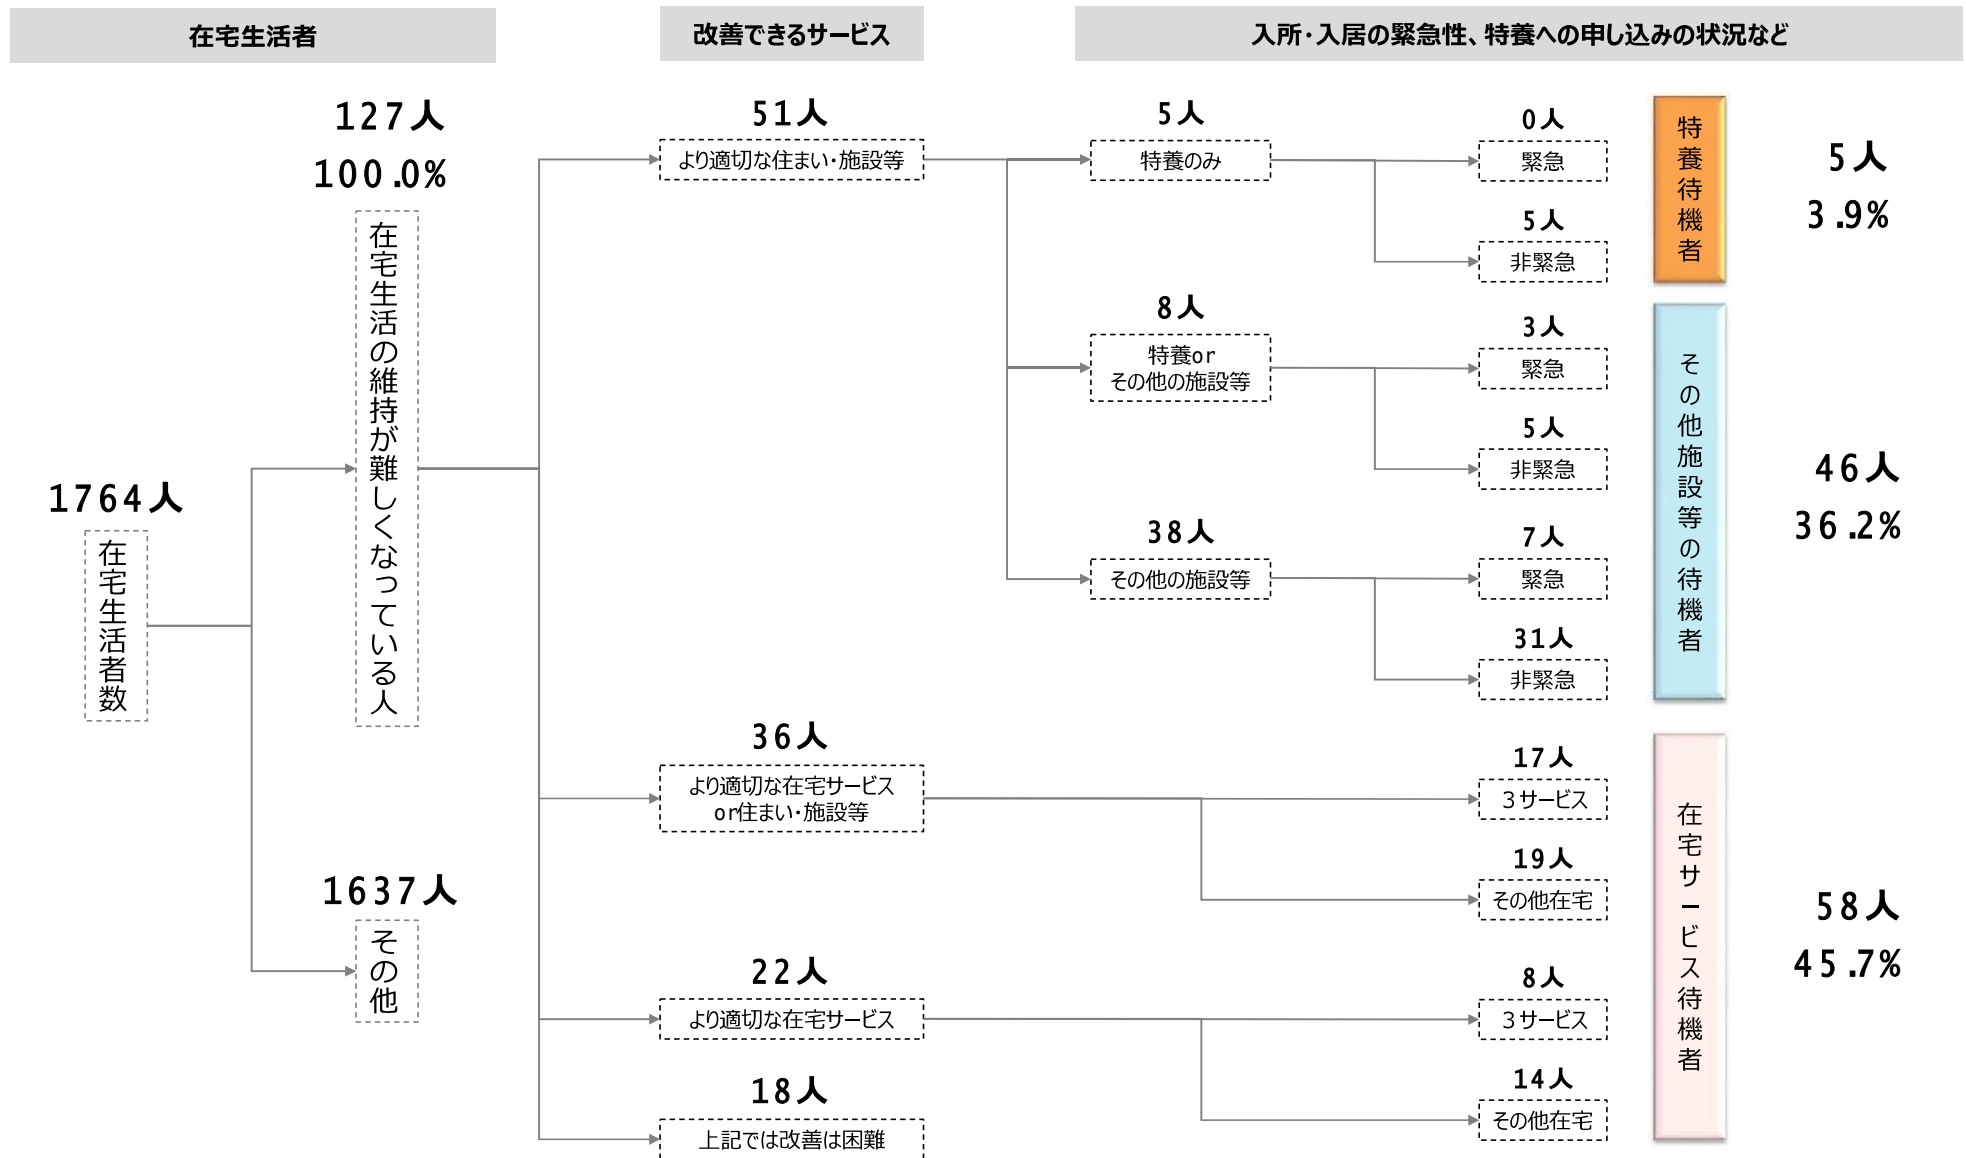 在宅生活者
改善できるサービス
入所・入居の緊急性、特養への申し込みの状況など
1764人
在宅生活者数
127人
100.0%
在宅生活の維持が難しくなっている人
1637人
その他
51人
より適切な住まい・施設等
5人
特養のみ
0人
緊急
5人
非緊急
8人
特養or
その他の施設等
3人
緊急
5人
非緊急
38人
その他の施設等
7人
緊急
31人
非緊急
36人
より適切な在宅サービス
or住まい・施設等
17人
3サービス
19人
その他在宅
22人
より適切な在宅サービス
8人
3サービス
14人
その他在宅
18人
上記では改善は困難
特養待機者
5人
3.9%
その他施設等の待機者
46人
36.2%
在宅サービス待機者
58人
45.7%